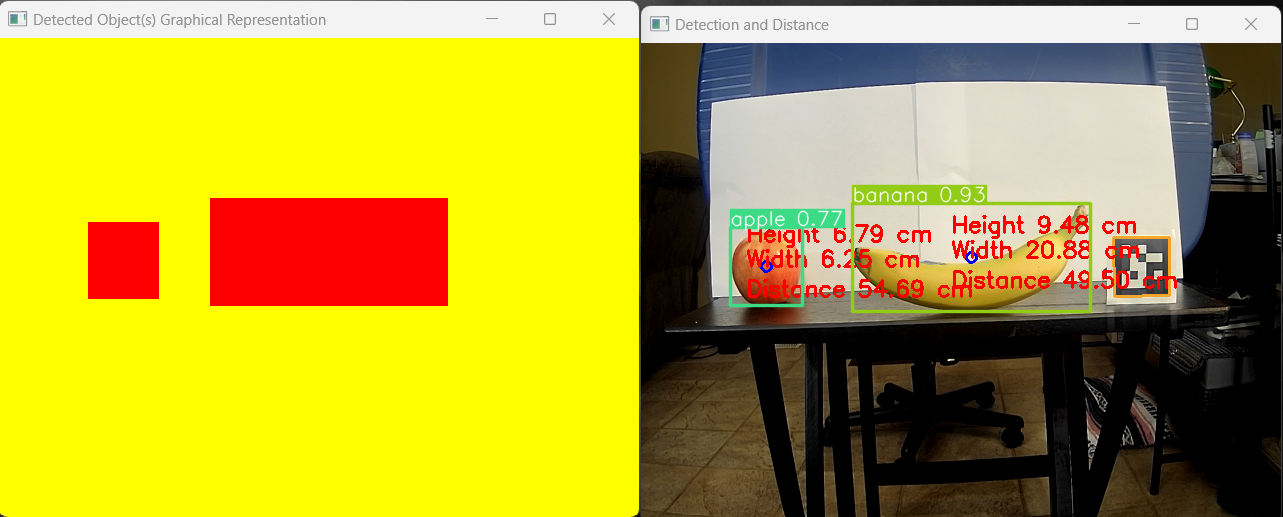 Detected Object(s) Graphical Representation
Detection and Distance
banana 0.93
apple 0.77
Height 6.79 cm
Width 6.25 cm
Distance 54.69 cm
Height 9.48 cm
Width 20.88 cm
Distance 49.50 cm